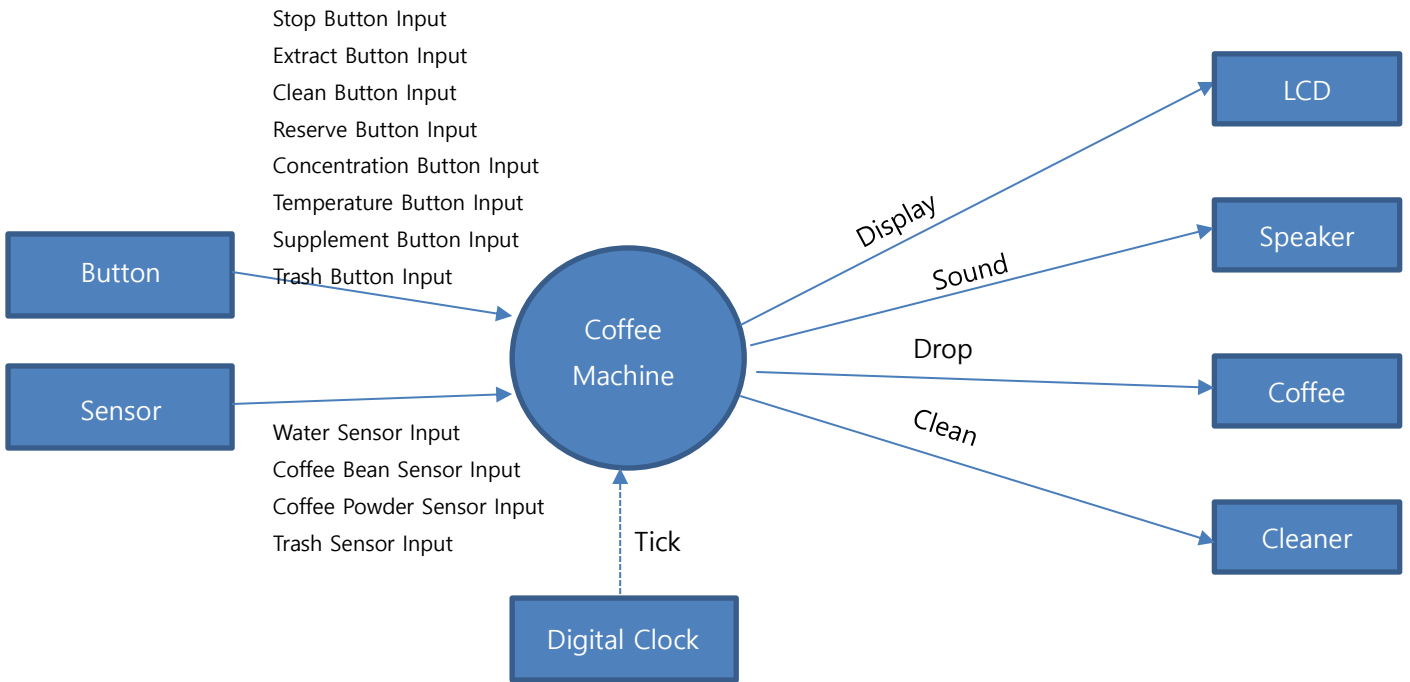 Stop Button Input
Extract Button Input
Clean Button Input
Reserve Button Input
Concentration Button Input
Temperature Button Input
Supplement Button Input
Trash Button Input
Button
Sensor
Water Sensor Input
Coffee Bean Sensor Input
Coffee Powder Sensor Input
Trash Sensor Input
Coffee
Machine
Tick
Digital Clock
Display
Sound
Drop
Clean
LCD
Speaker
Coffee
Cleaner